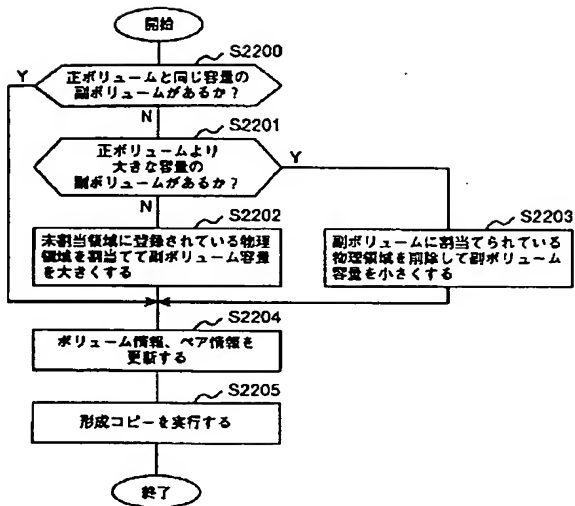 開始
S2200
正ボリュームと同じ容量の
副ボリュームがあるか？
Y
N
S2201
正ボリュームより
大きな容量の
副ボリュームがあるか？
Y
N
S2202
未割当領域に登録されている物理
領域を割当てて副ボリューム容量
を大きくする
S2203
副ボリュームに割当てられている
物理領域を削除して副ボリューム
容量を小さくする
S2204
ボリューム情報、ペア情報を
更新する
S2205
形成コピーを実行する
終了